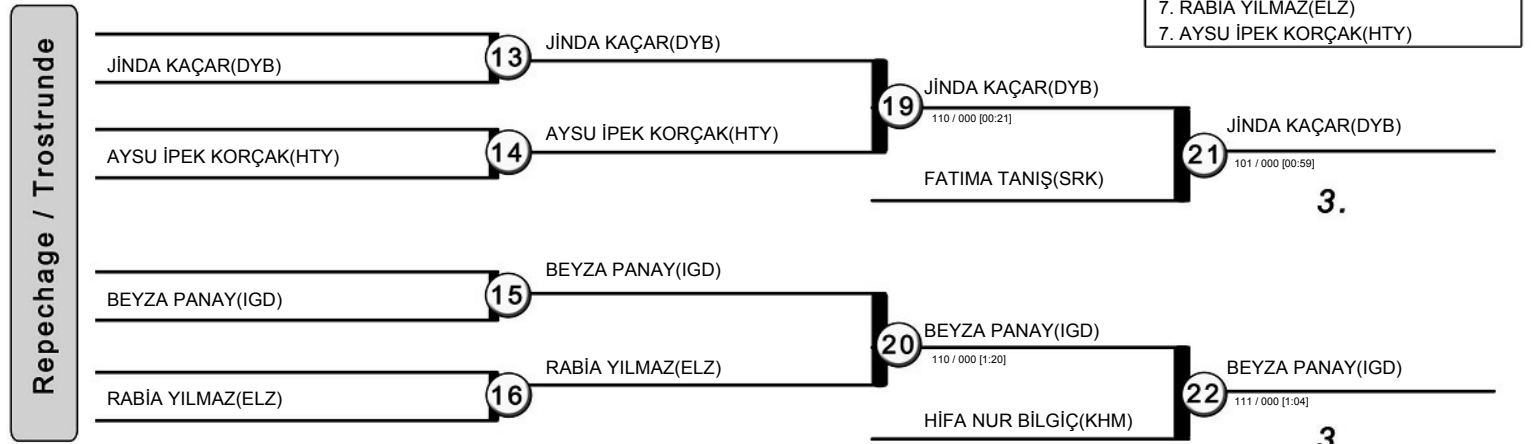 7. RABİA YILMAZ(ELZ)
7. AYSU İPEK KORÇAK(HTY)
Repechage / Trostrunde
JİNDA KAÇAR(DYB)
13
JİNDA KAÇAR(DYB)
AYSU İPEK KORÇAK(HTY)
14
AYSU İPEK KORÇAK(HTY)
19
JİNDA KAÇAR(DYB)
110 / 000 [00:21]
FATIMA TANIŞ(SRK)
21
JİNDA KAÇAR(DYB)
101 / 000 [00:59]
3.
BEYZA PANAY(IGD)
15
BEYZA PANAY(IGD)
RABİA YILMAZ(ELZ)
16
RABİA YILMAZ(ELZ)
20
BEYZA PANAY(IGD)
110 / 000 [1:20]
HİFA NUR BİLGİÇ(KHM)
22
BEYZA PANAY(IGD)
111 / 000 [1:04]
3